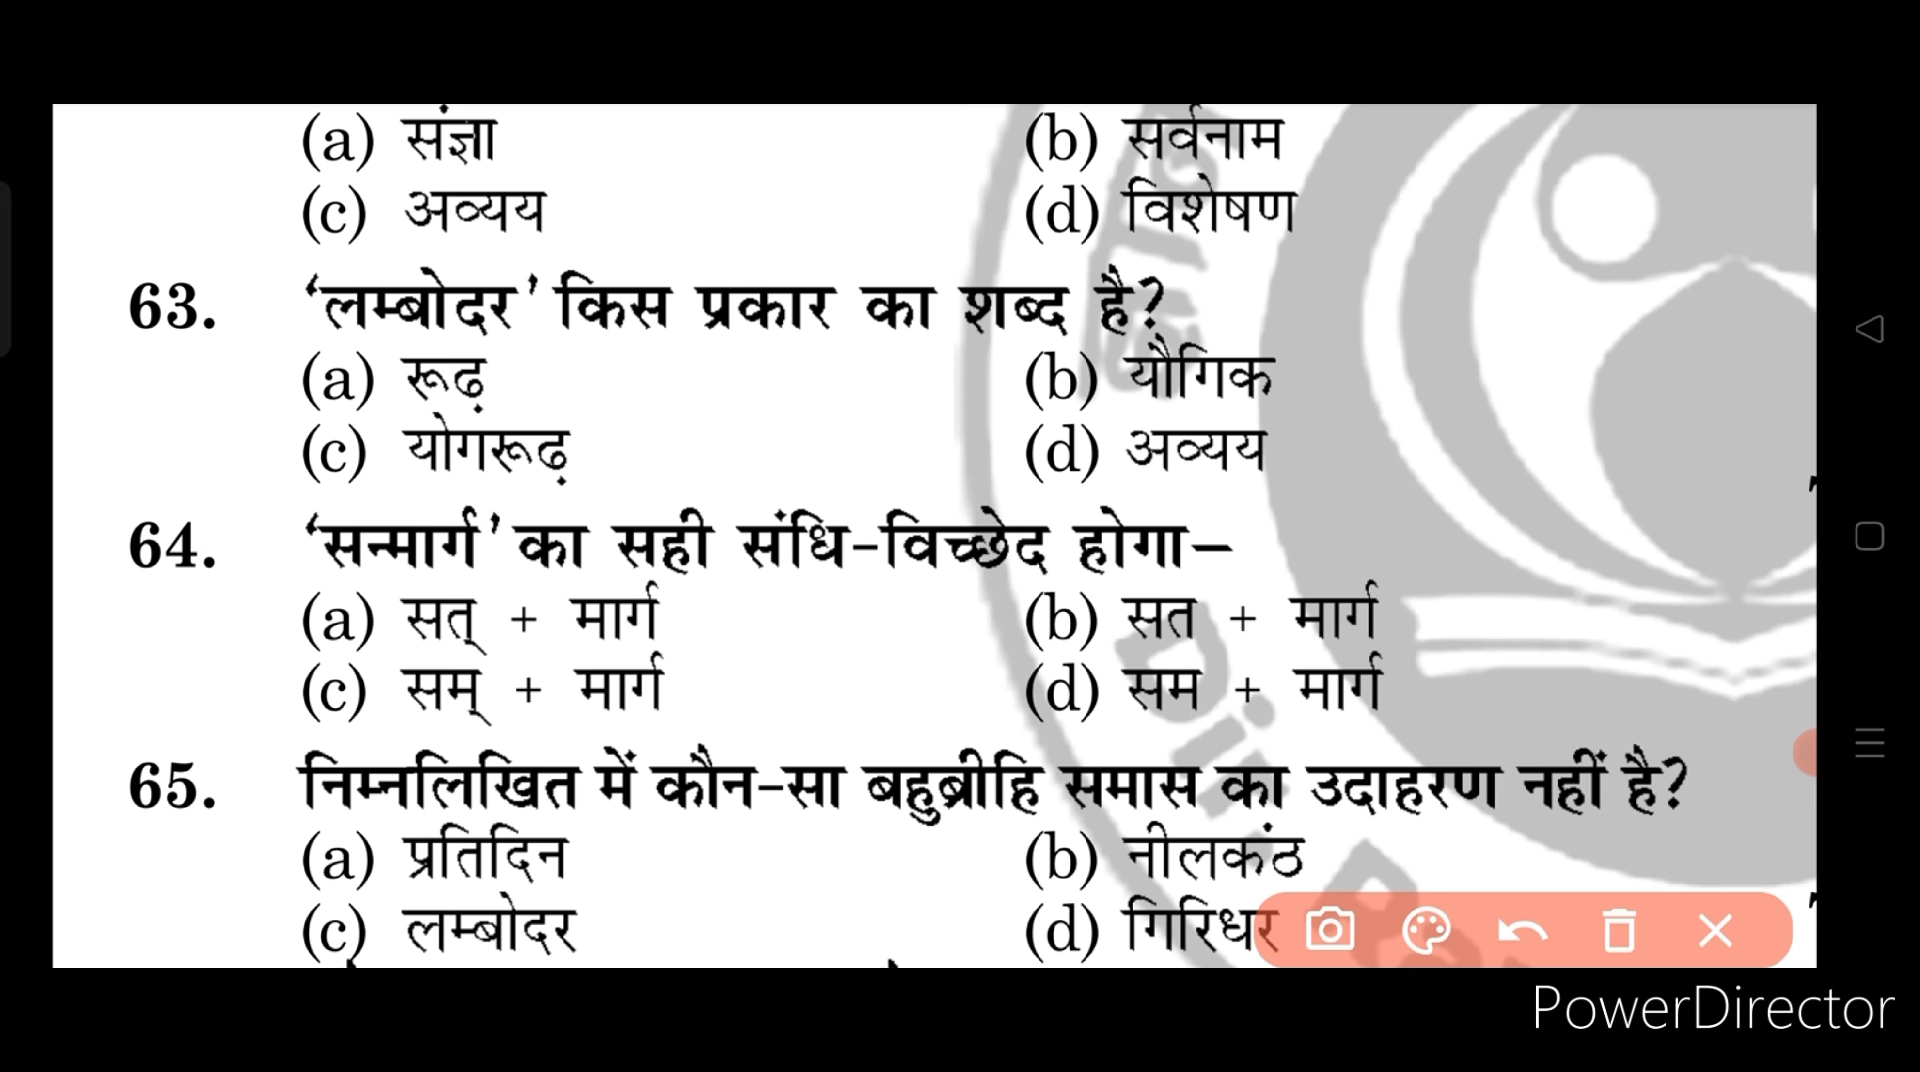 (a) संज्ञा (b) सर्वनाम
(c) अव्यय (d) विशेषण
63. ‘लम्बोदर’ किस प्रकार का शब्द है?
(a) रूढ़ (b) यौगिक
(c) योगरूढ़ (d) अव्यय
64. ‘सन्मार्ग’ का सही संधि-विच्छेद होगा–
(a) सत् + मार्ग (b) सत + मार्ग
(c) सम् + मार्ग (d) सम + मार्ग
65. निम्नलिखित में कौन-सा बहुब्रीहि समास का उदाहरण नहीं है?
(a) प्रतिदिन (b) नीलकंठ
(c) लम्बोदर (d) गिरिधर
PowerDirector